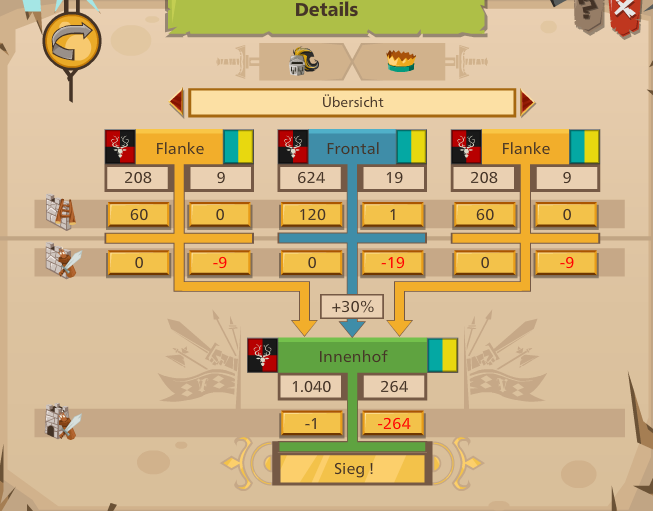 Details
Übersicht
Flanke Frontal Flanke
208 9 624 19 208 9
60 0 120 1 60 0
0 -9 0 -19 0 -9
+30%
Innenhof
1.040 264
-1 -264
Sieg !